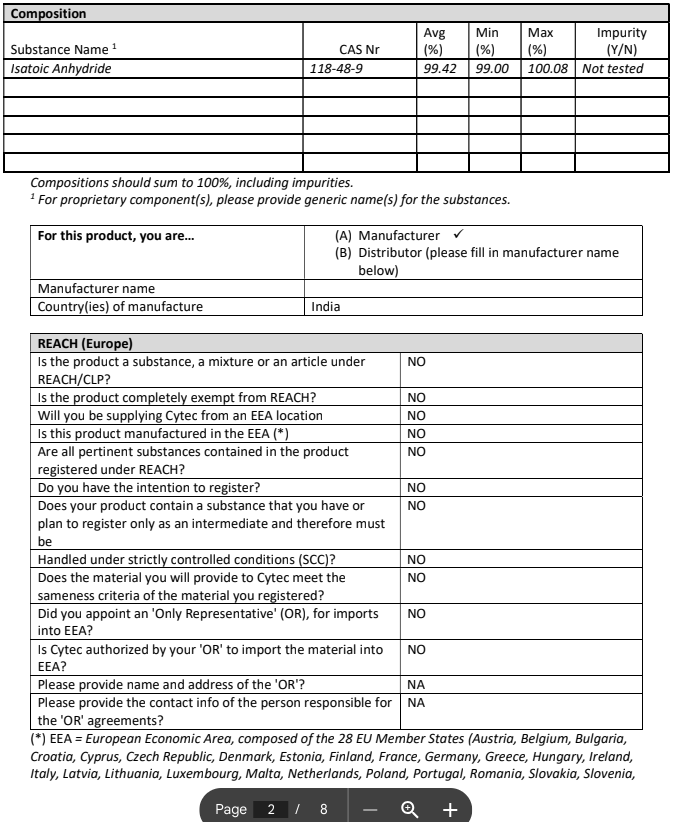 Composition
Substance Name ¹ CAS Nr Avg (%) Min (%) Max (%) Impurity (Y/N)
Isatoic Anhydride 118-48-9 99.42 99.00 100.08 Not tested
Compositions should sum to 100%, including impurities.
¹ For proprietary component(s), please provide generic name(s) for the substances.
For this product, you are... (A) Manufacturer ✓
(B) Distributor (please fill in manufacturer name
below)
Manufacturer name
Country(ies) of manufacture India
REACH (Europe)
Is the product a substance, a mixture or an article under NO
REACH/CLP?
Is the product completely exempt from REACH? NO
Will you be supplying Cytec from an EEA location NO
Is this product manufactured in the EEA (*) NO
Are all pertinent substances contained in the product NO
registered under REACH?
Do you have the intention to register? NO
Does your product contain a substance that you have or NO
plan to register only as an intermediate and therefore must
be
Handled under strictly controlled conditions (SCC)? NO
Does the material you will provide to Cytec meet the NO
sameness criteria of the material you registered?
Did you appoint an 'Only Representative' (OR), for imports NO
into EEA?
Is Cytec authorized by your 'OR' to import the material into NO
EEA?
Please provide name and address of the 'OR'? NA
Please provide the contact info of the person responsible for NA
the 'OR' agreements?
(*) EEA = European Economic Area, composed of the 28 EU Member States (Austria, Belgium, Bulgaria,
Croatia, Cyprus, Czech Republic, Denmark, Estonia, Finland, France, Germany, Greece, Hungary, Ireland,
Italy, Latvia, Lithuania, Luxembourg, Malta, Netherlands, Poland, Portugal, Romania, Slovakia, Slovenia,
Page 2 / 8